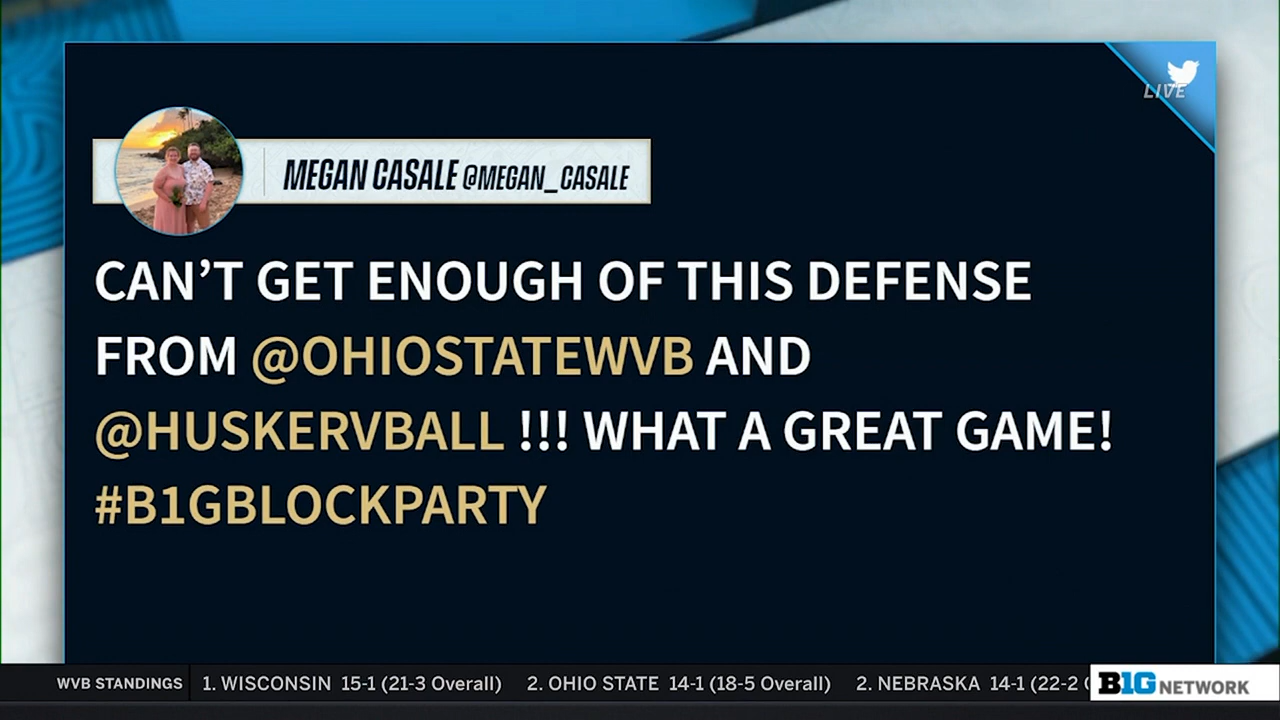 LIVE
MEGAN CASALE @MEGAN_CASALE
CAN'T GET ENOUGH OF THIS DEFENSE
FROM @OHIOSTATEWVB AND
@HUSKERVBALL !!! WHAT A GREAT GAME!
#B1GBLOCKPARTY
WVB STANDINGS 1. WISCONSIN 15-1 (21-3 Overall) 2. OHIO STATE 14-1 (18-5 Overall) 2. NEBRASKA 14-1 (22-2 B1G NETWORK